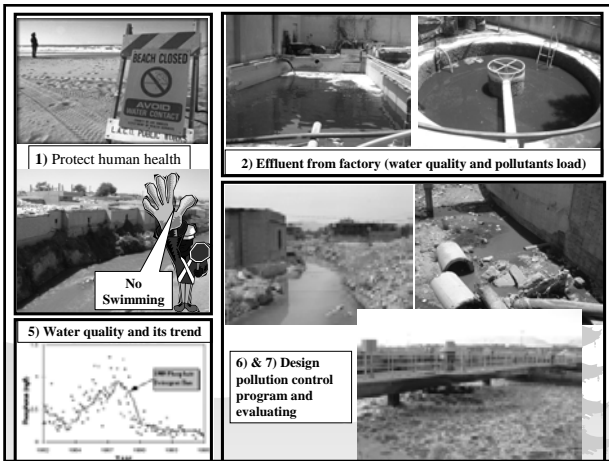 BEACH CLOSED
AVOID
WATER CONTACT
1) Protect human health
2) Effluent from factory (water quality and pollutants load)
No
Swimming
5) Water quality and its trend
6) & 7) Design
pollution control
program and
evaluating